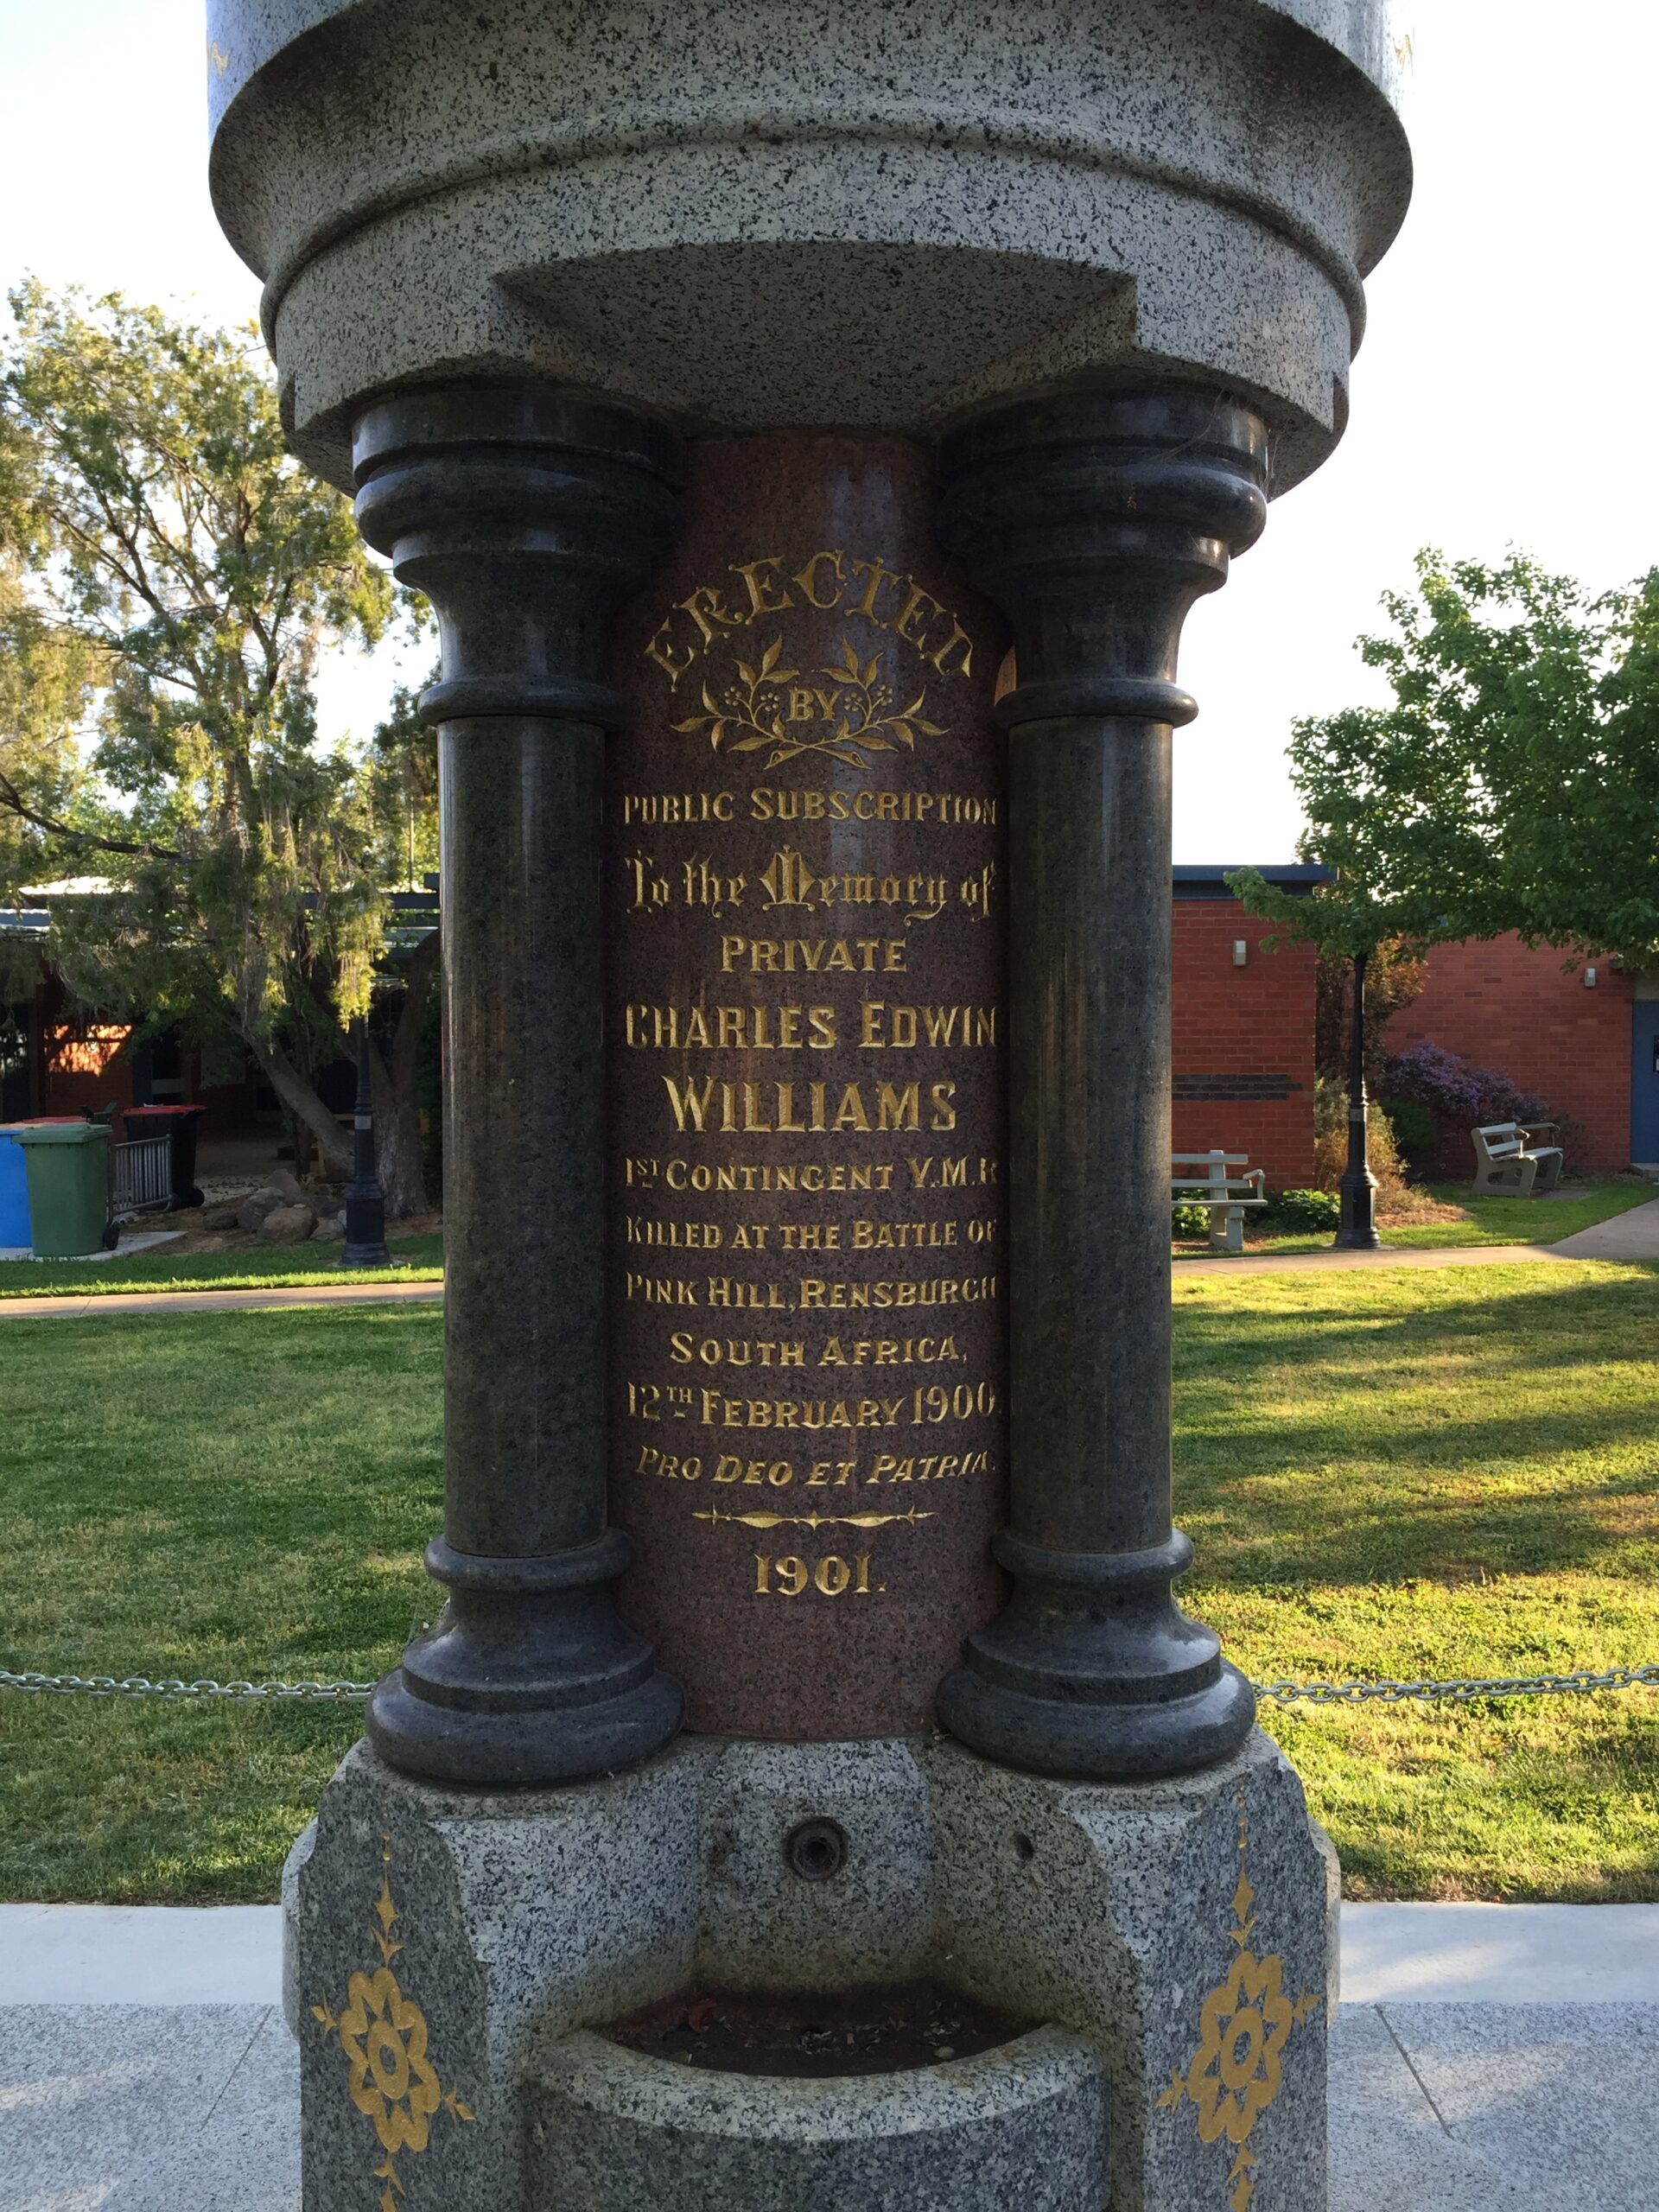 ERECTED
BY
PUBLIC SUBSCRIPTION
To the Memory of
PRIVATE
CHARLES EDWIN
WILLIAMS
1ST CONTINGENT V.M.R
KILLED AT THE BATTLE OF
PINK HILL, RENSBURGH
SOUTH AFRICA,
12TH FEBRUARY 1900.
PRO DEO ET PATRIA.
1901.